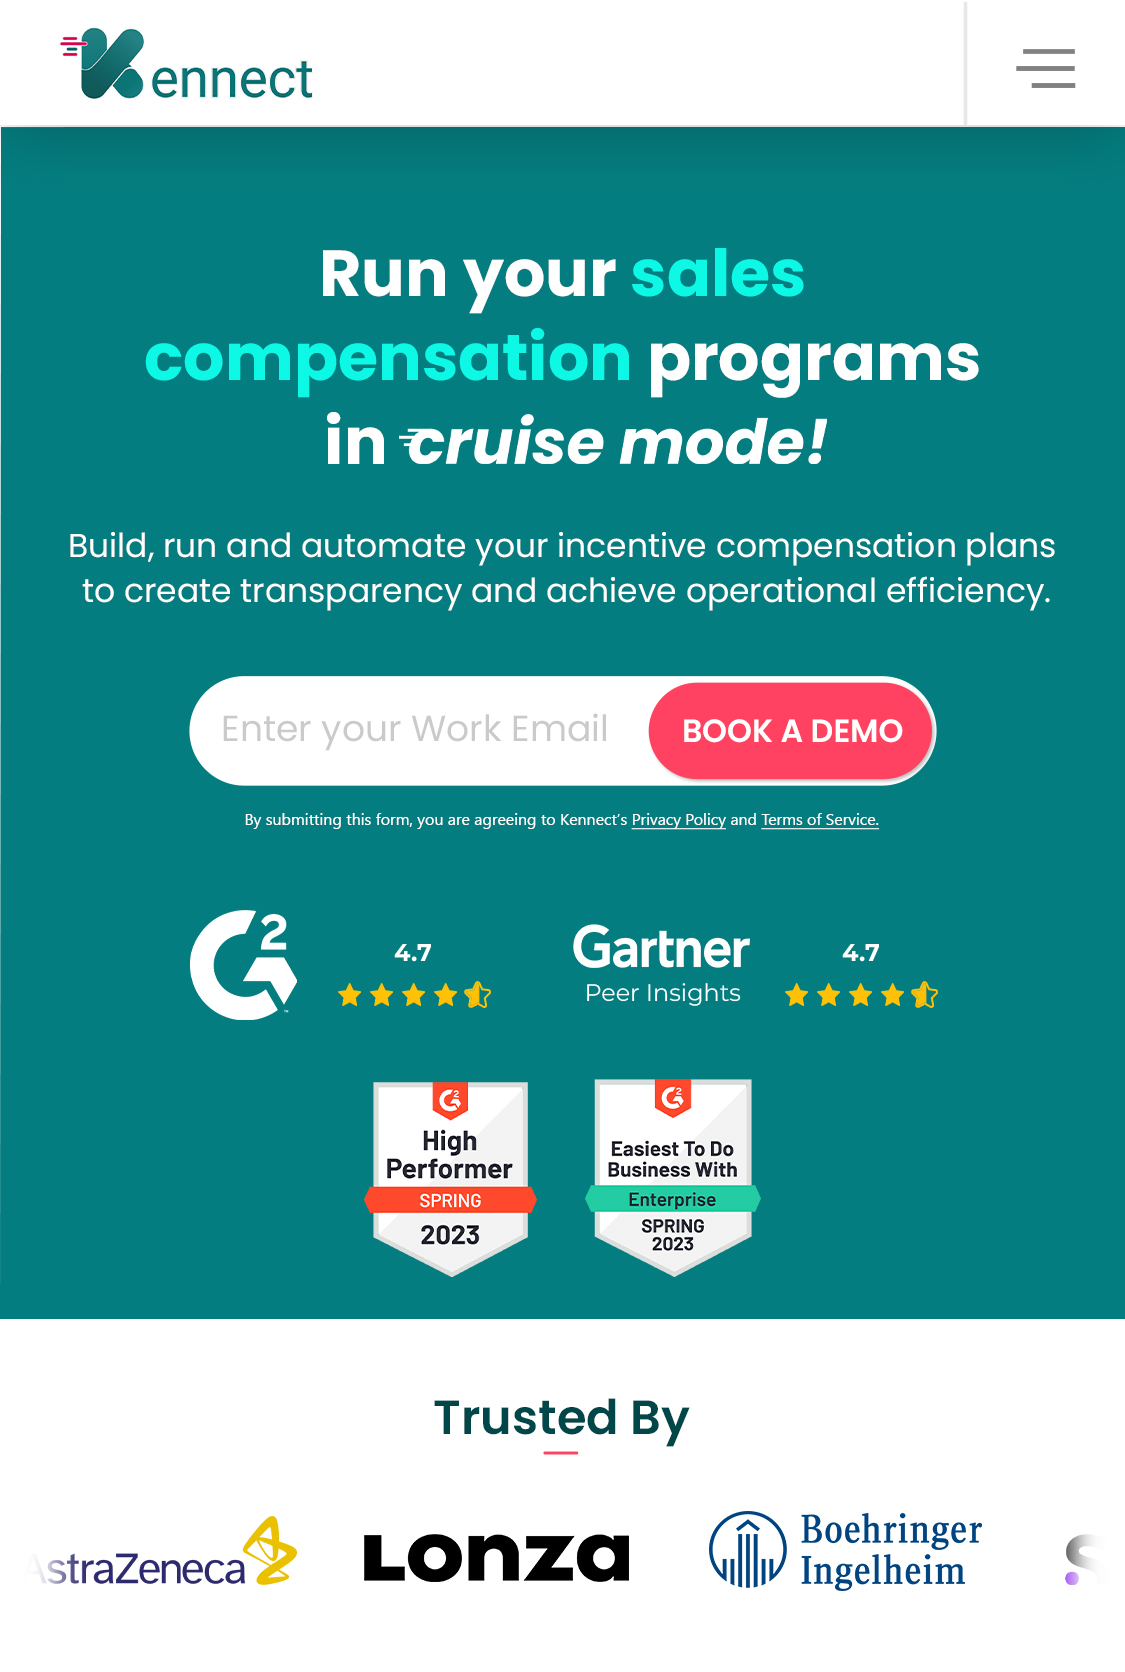 Kennect
Run your sales
compensation programs
in cruise mode!
Build, run and automate your incentive compensation plans
to create transparency and achieve operational efficiency.
Enter your Work Email
BOOK A DEMO
By submitting this form, you are agreeing to Kennect's Privacy Policy and Terms of Service.
G2
4.7
Gartner
Peer Insights
4.7
G2
High
Performer
SPRING
2023
G2
Easiest To Do
Business With
Enterprise
SPRING
2023
Trusted By
AstraZeneca
Lonza
Boehringer
Ingelheim